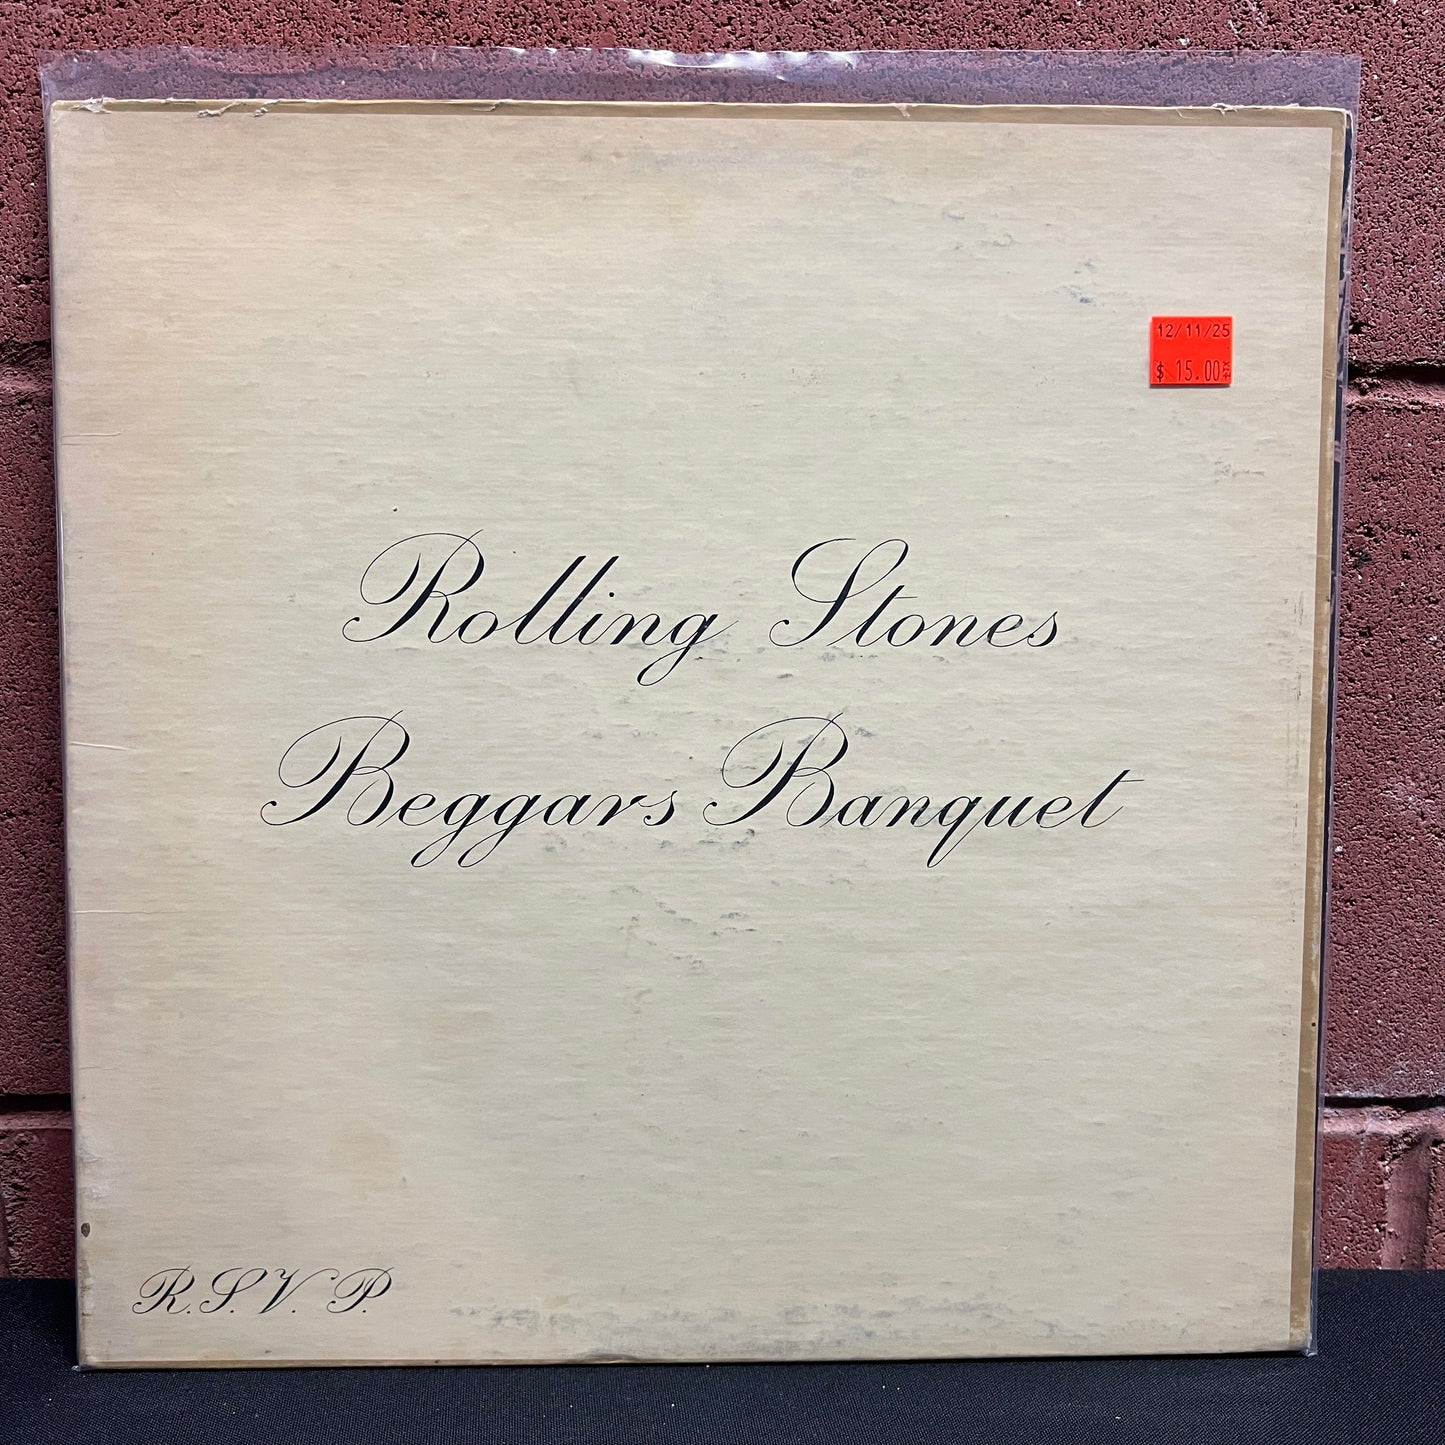 12/11/25
$ 15.00
Rolling Stones
Beggars Banquet
R.S.V.P.